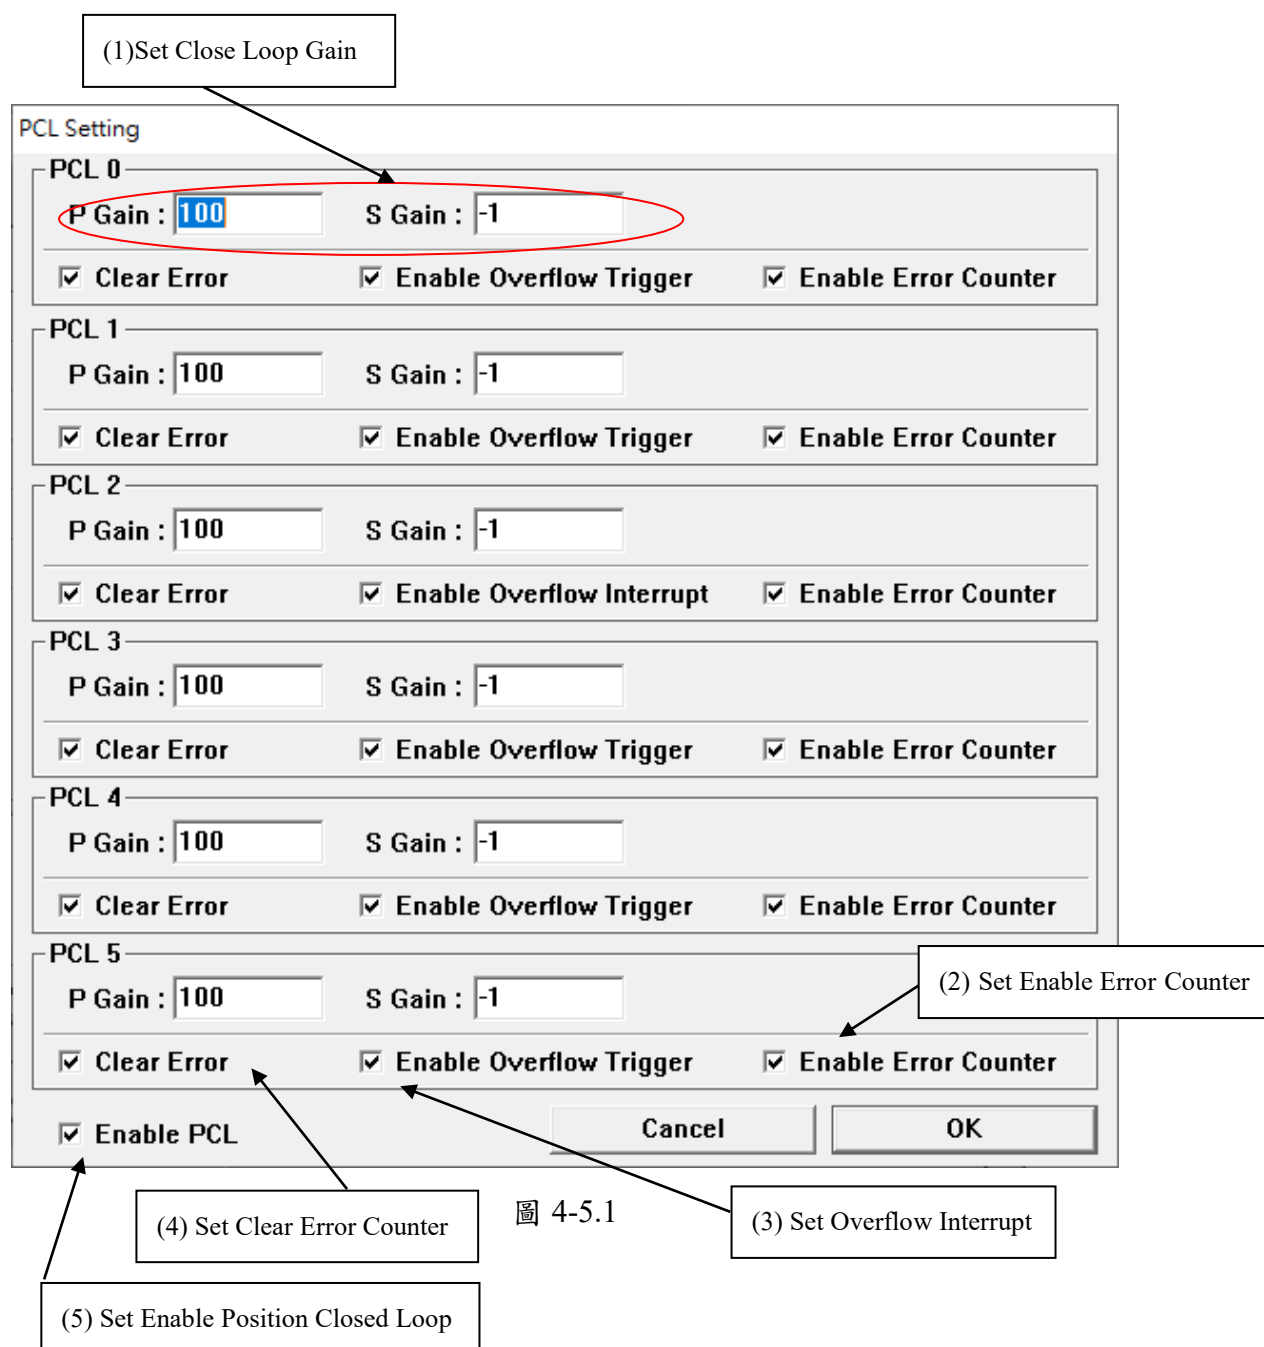 (1)Set Close Loop Gain
PCL Setting
PCL 0
P Gain : 100 S Gain : -1
Clear Error Enable Overflow Trigger Enable Error Counter
PCL 1
P Gain : 100 S Gain : -1
Clear Error Enable Overflow Trigger Enable Error Counter
PCL 2
P Gain : 100 S Gain : -1
Clear Error Enable Overflow Interrupt Enable Error Counter
PCL 3
P Gain : 100 S Gain : -1
Clear Error Enable Overflow Trigger Enable Error Counter
PCL 4
P Gain : 100 S Gain : -1
Clear Error Enable Overflow Trigger Enable Error Counter
PCL 5
P Gain : 100 S Gain : -1
(2) Set Enable Error Counter
Clear Error Enable Overflow Trigger Enable Error Counter
Enable PCL Cancel OK
(4) Set Clear Error Counter
圖 4-5.1
(3) Set Overflow Interrupt
(5) Set Enable Position Closed Loop